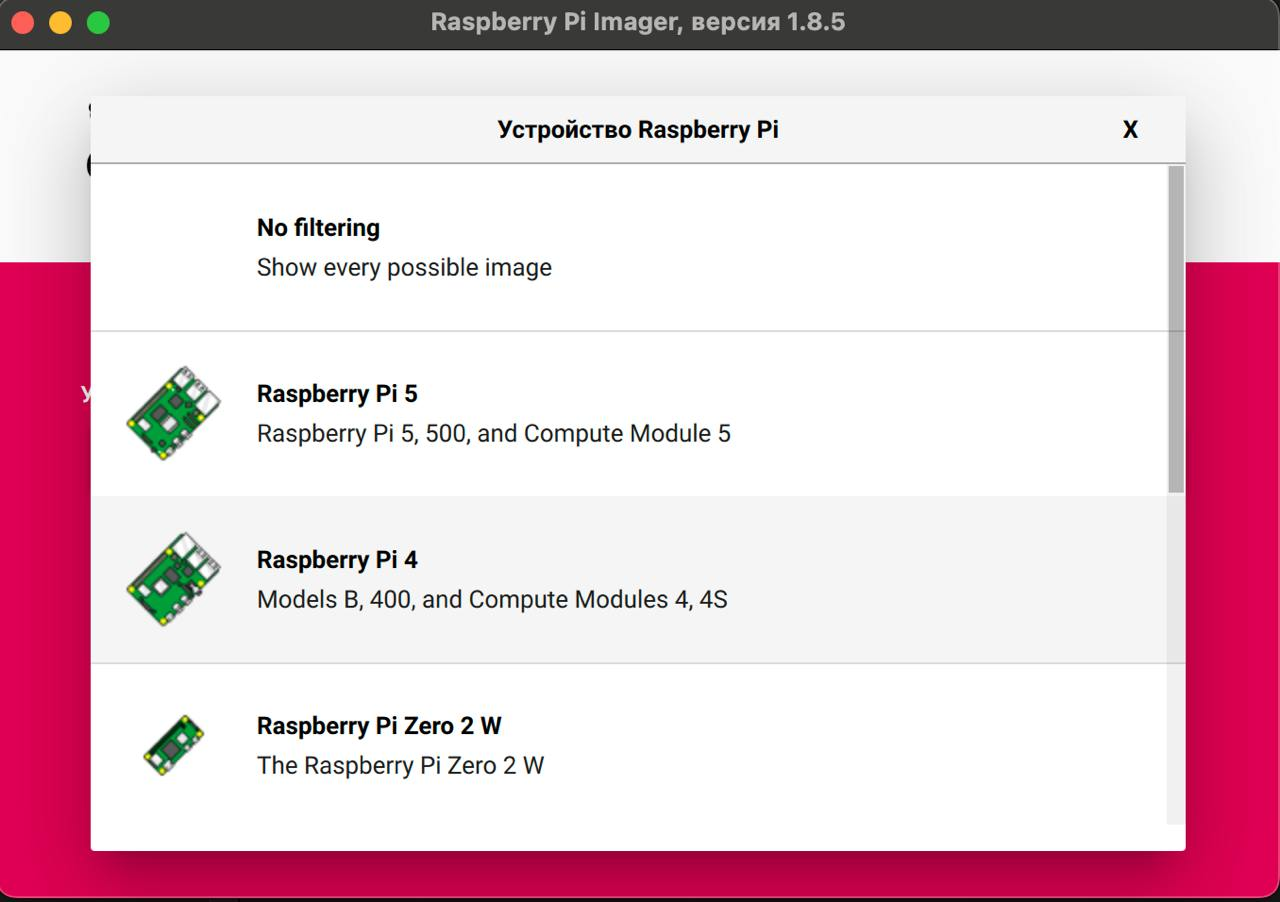 Raspberry Pi Imager, версия 1.8.5
Устройство Raspberry Pi
X
No filtering
Show every possible image
Raspberry Pi 5
Raspberry Pi 5, 500, and Compute Module 5
Raspberry Pi 4
Models B, 400, and Compute Modules 4, 4S
Raspberry Pi Zero 2 W
The Raspberry Pi Zero 2 W